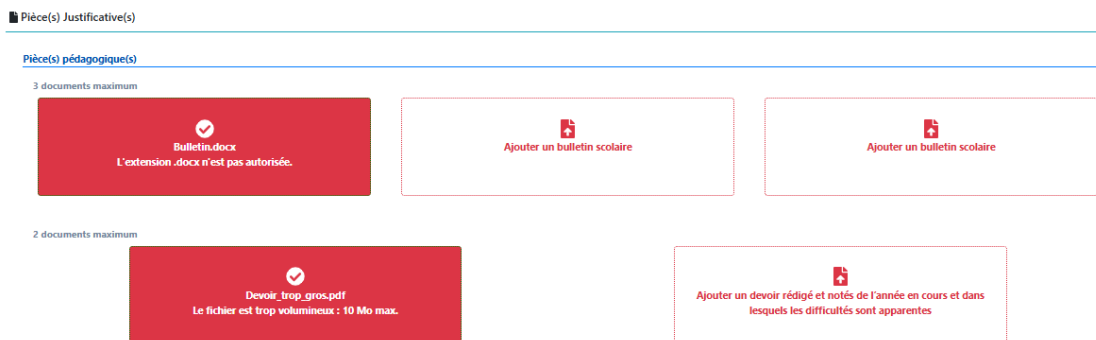 Pièce(s) Justificative(s)
Pièce(s) pédagogique(s)
3 documents maximum
Bulletin.docx
L'extension .docx n'est pas autorisée.
Ajouter un bulletin scolaire
Ajouter un bulletin scolaire
2 documents maximum
Devoir_trop_gros.pdf
Le fichier est trop volumineux : 10 Mo max.
Ajouter un devoir rédigé et notés de l'année en cours et dans
lesquels les difficultés sont apparentes